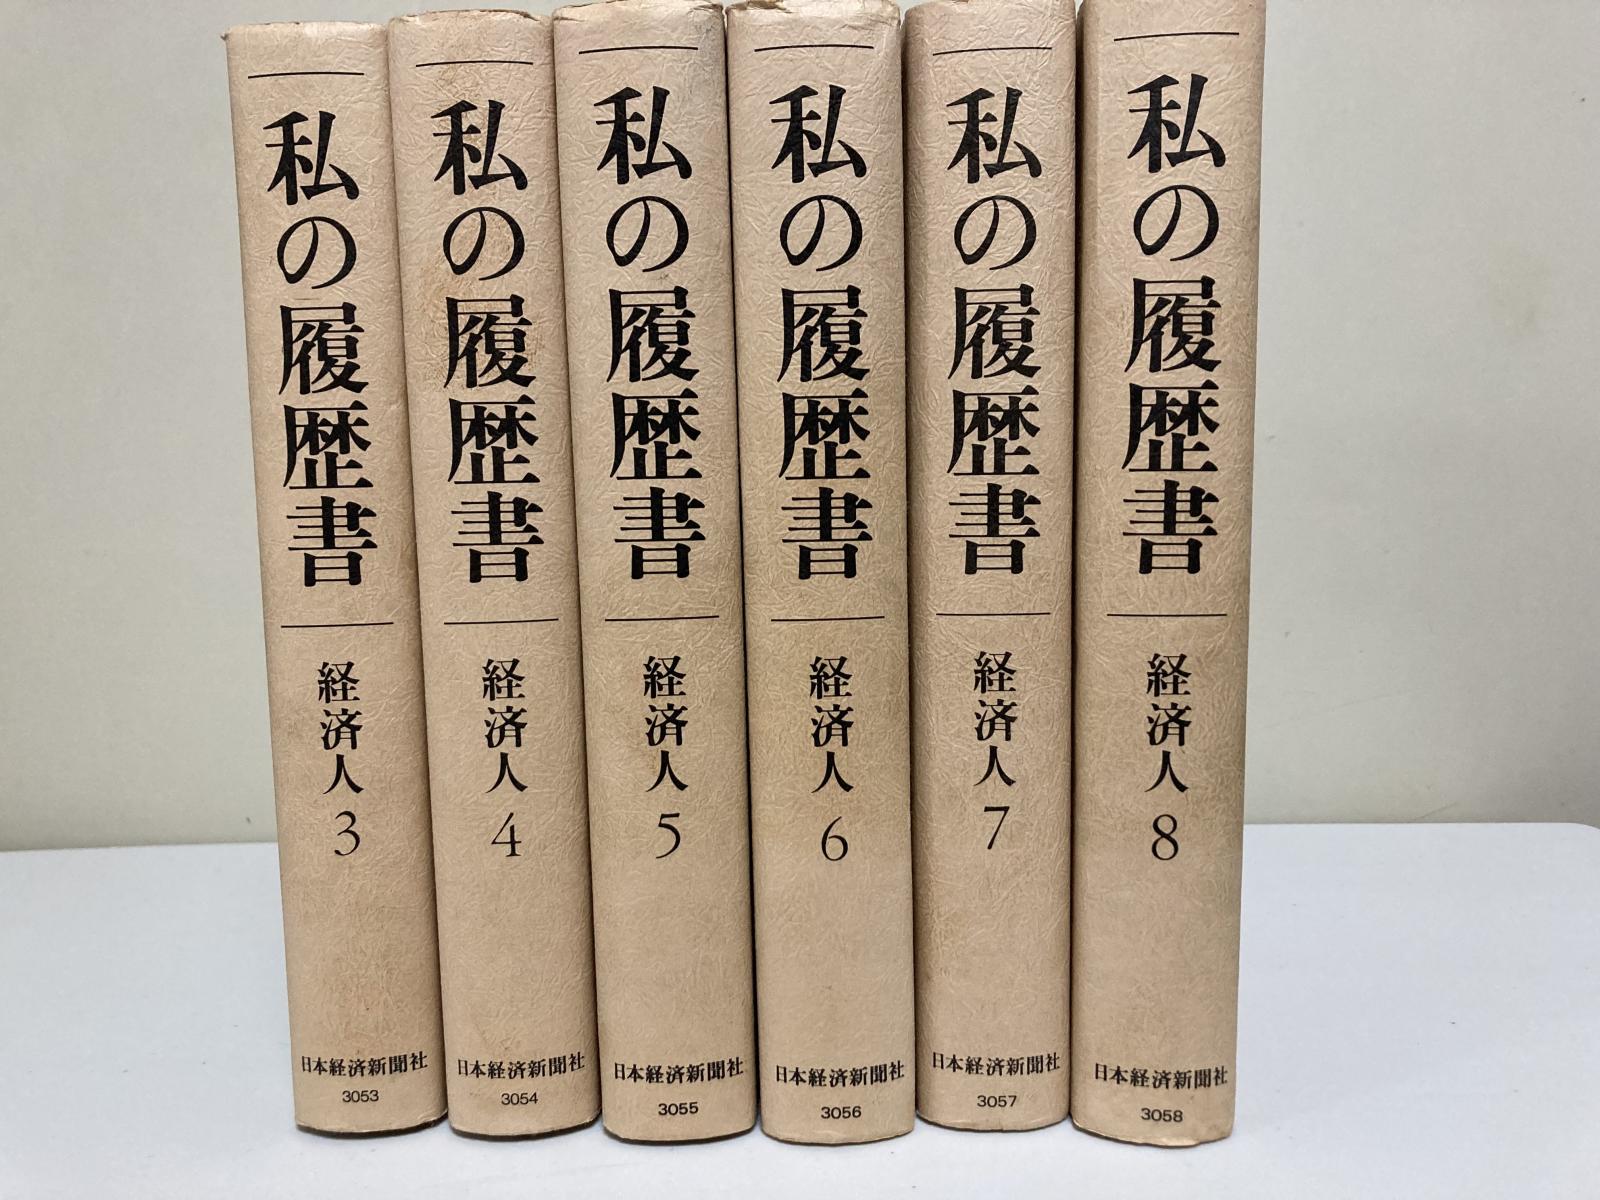 私の履歴書
経済人
3
日本経済新聞社
3053
私の履歴書
経済人
4
日本経済新聞社
3054
私の履歴書
経済人
5
日本経済新聞社
3055
私の履歴書
経済人
6
日本経済新聞社
3056
私の履歴書
経済人
7
日本経済新聞社
3057
私の履歴書
経済人
8
日本経済新聞社
3058